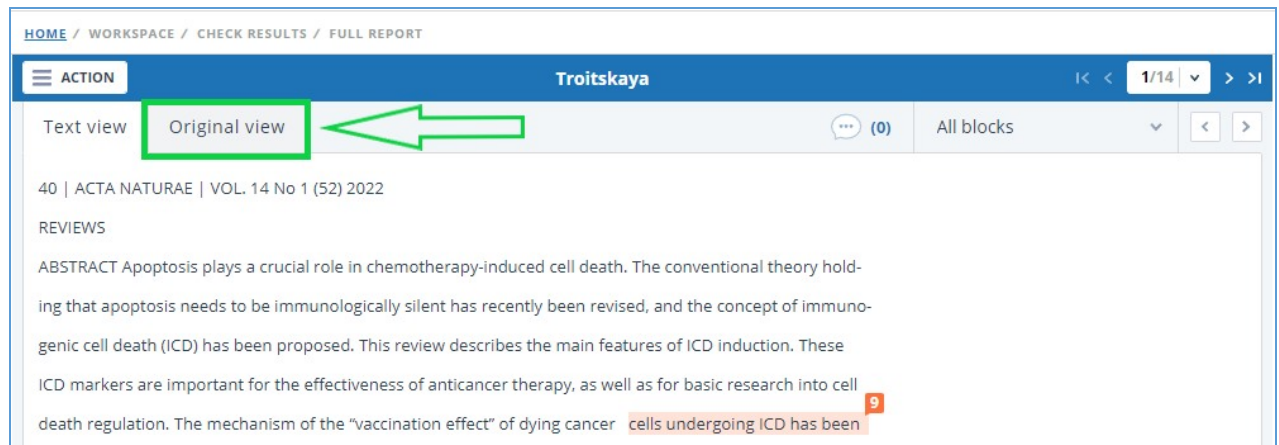 HOME / WORKSPACE / CHECK RESULTS / FULL REPORT
ACTION Troitskaya 1/14
Text view Original view (0) All blocks
40 | ACTA NATURAE | VOL. 14 No 1 (52) 2022
REVIEWS
ABSTRACT Apoptosis plays a crucial role in chemotherapy-induced cell death. The conventional theory hold-
ing that apoptosis needs to be immunologically silent has recently been revised, and the concept of immuno-
genic cell death (ICD) has been proposed. This review describes the main features of ICD induction. These
ICD markers are important for the effectiveness of anticancer therapy, as well as for basic research into cell
9
death regulation. The mechanism of the “vaccination effect” of dying cancer cells undergoing ICD has been